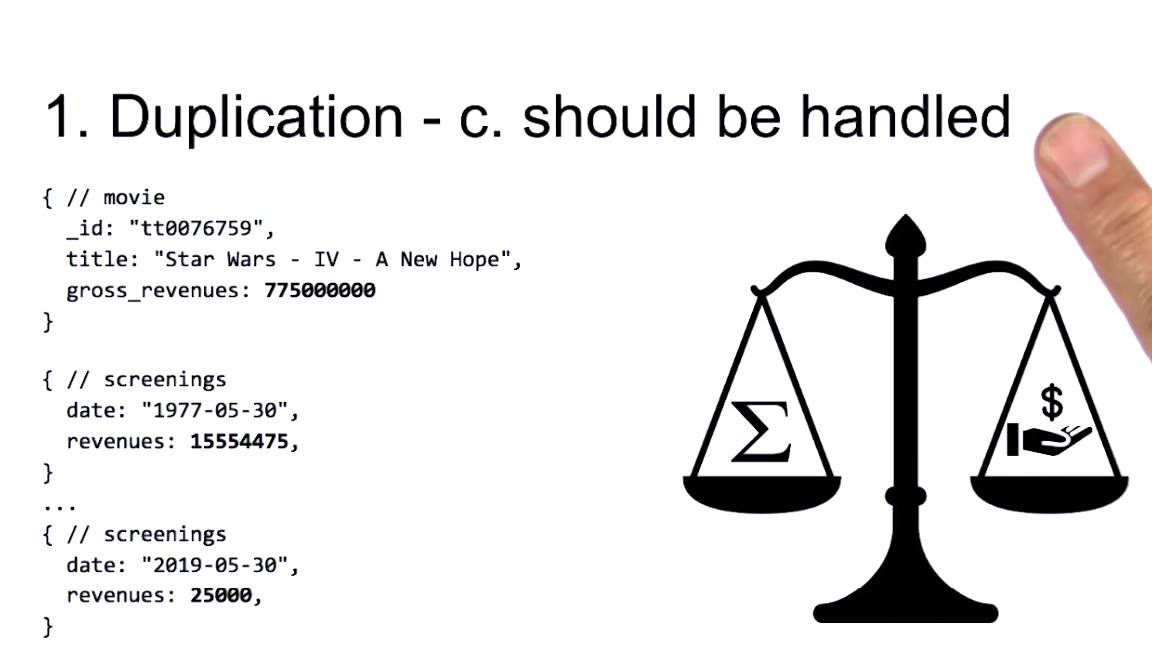 1. Duplication - c. should be handled
{ // movie
_id: "tt0076759",
title: "Star Wars - IV - A New Hope",
gross_revenues: 775000000
}
{ // screenings
date: "1977-05-30",
revenues: 15554475,
}
...
{ // screenings
date: "2019-05-30",
revenues: 25000,
}
Σ
$